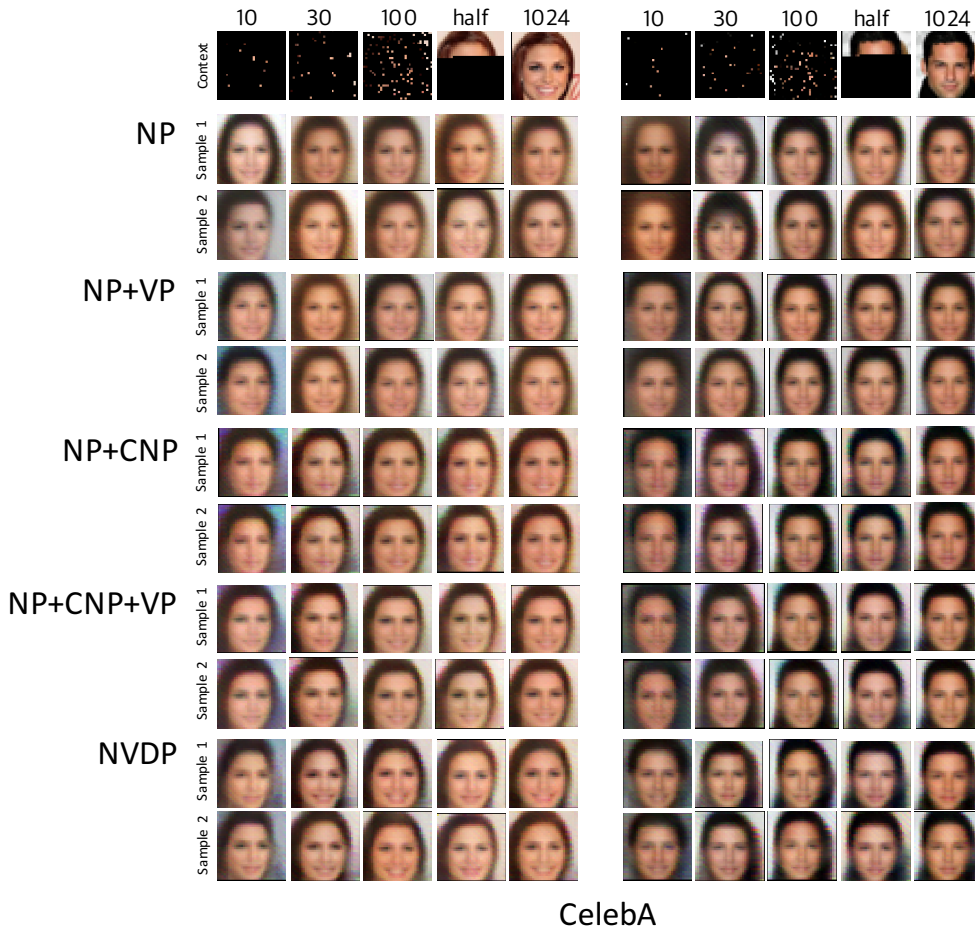 10 30 100 half 1024 10 30 100 half 1024
Context
NP
Sample 1
Sample 2
NP+VP
Sample 1
Sample 2
NP+CNP
Sample 1
Sample 2
NP+CNP+VP
Sample 1
Sample 2
NVDP
Sample 1
Sample 2
CelebA